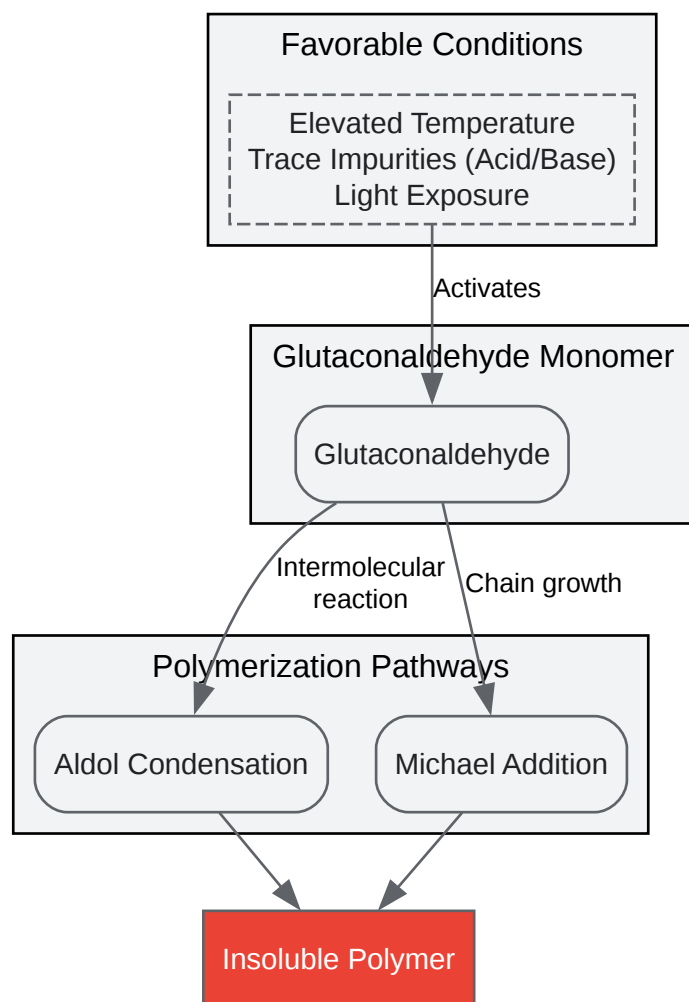 Favorable Conditions
Elevated Temperature
Trace Impurities (Acid/Base)
Light Exposure
Activates
Glutaconaldehyde Monomer
Glutaconaldehyde
Intermolecular
reaction
Chain growth
Polymerization Pathways
Aldol Condensation
Michael Addition
Insoluble Polymer